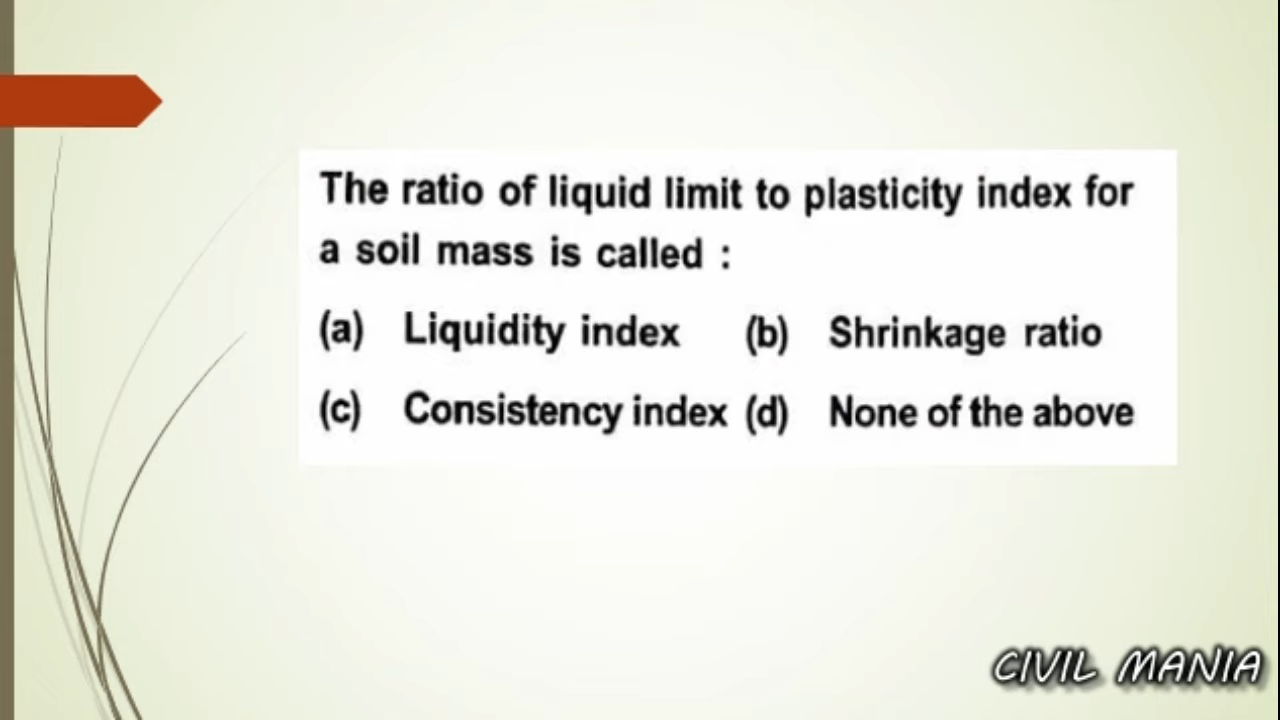 The ratio of liquid limit to plasticity index for
a soil mass is called :
(a) Liquidity index (b) Shrinkage ratio
(c) Consistency index (d) None of the above
CIVIL MANIA